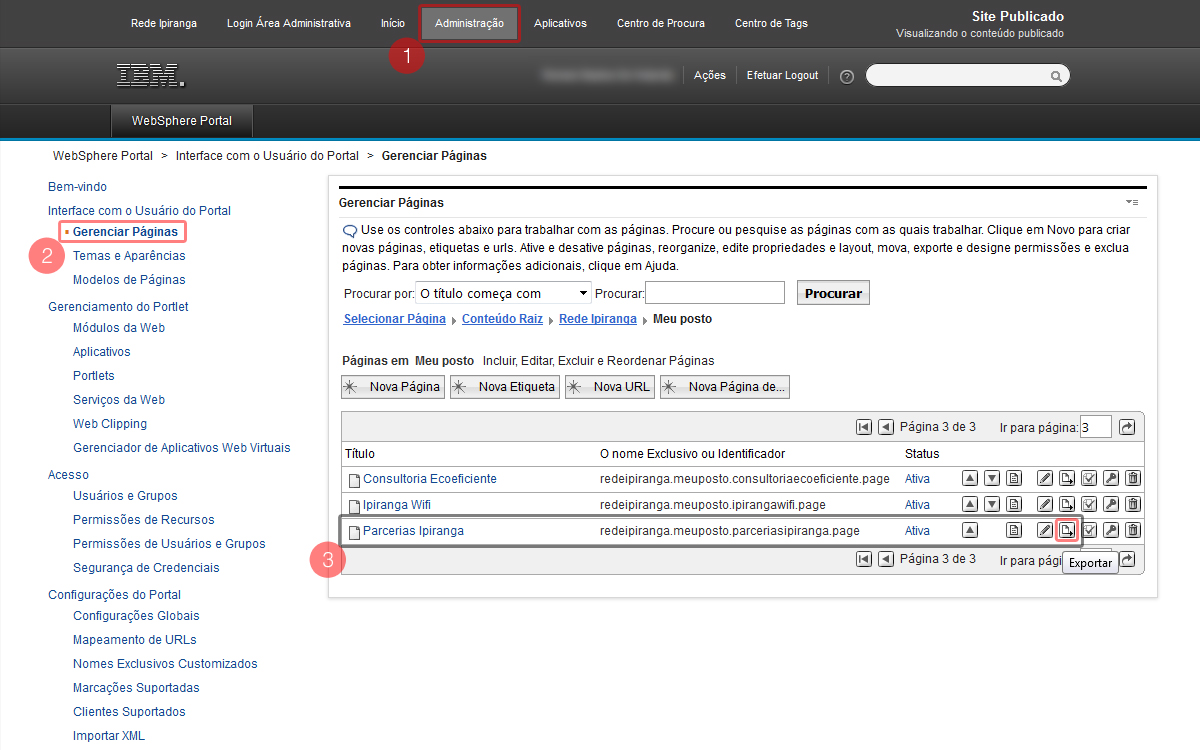 Rede Ipiranga Login Área Administrativa Início Administração Aplicativos Centro de Procura Centro de Tags Site Publicado
Visualizando o conteúdo publicado
1
IBM. Ações Efetuar Logout ?
WebSphere Portal
WebSphere Portal > Interface com o Usuário do Portal > Gerenciar Páginas
Bem-vindo
Interface com o Usuário do Portal
Gerenciar Páginas
2
Temas e Aparências
Modelos de Páginas
Gerenciamento do Portlet
Módulos da Web
Aplicativos
Portlets
Serviços da Web
Web Clipping
Gerenciador de Aplicativos Web Virtuais
Acesso
Usuários e Grupos
Permissões de Recursos
Permissões de Usuários e Grupos
Segurança de Credenciais
Configurações do Portal
Configurações Globais
Mapeamento de URLs
Nomes Exclusivos Customizados
Marcações Suportadas
Clientes Suportados
Importar XML
Gerenciar Páginas
Use os controles abaixo para trabalhar com as páginas. Procure ou pesquise as páginas com as quais trabalhar. Clique em Novo para criar
novas páginas, etiquetas e urls. Ative e desative páginas, reorganize, edite propriedades e layout, mova, exporte e designe permissões e exclua
páginas. Para obter informações adicionais, clique em Ajuda.
Procurar por: O título começa com Procurar: Procurar
Selecionar Página Conteúdo Raiz Rede Ipiranga Meu posto
Páginas em Meu posto Incluir, Editar, Excluir e Reordenar Páginas
Nova Página Nova Etiqueta Nova URL Nova Página de...
Página 3 de 3 Ir para página: 3
Título O nome Exclusivo ou Identificador Status
Consultoria Ecoeficiente redeipiranga.meuposto.consultoriaecoeficiente.page Ativa
Ipiranga Wifi redeipiranga.meuposto.ipirangawifi.page Ativa
Parcerias Ipiranga redeipiranga.meuposto.parceriasipiranga.page Ativa
3
Página 3 de 3 Ir para pági
Exportar